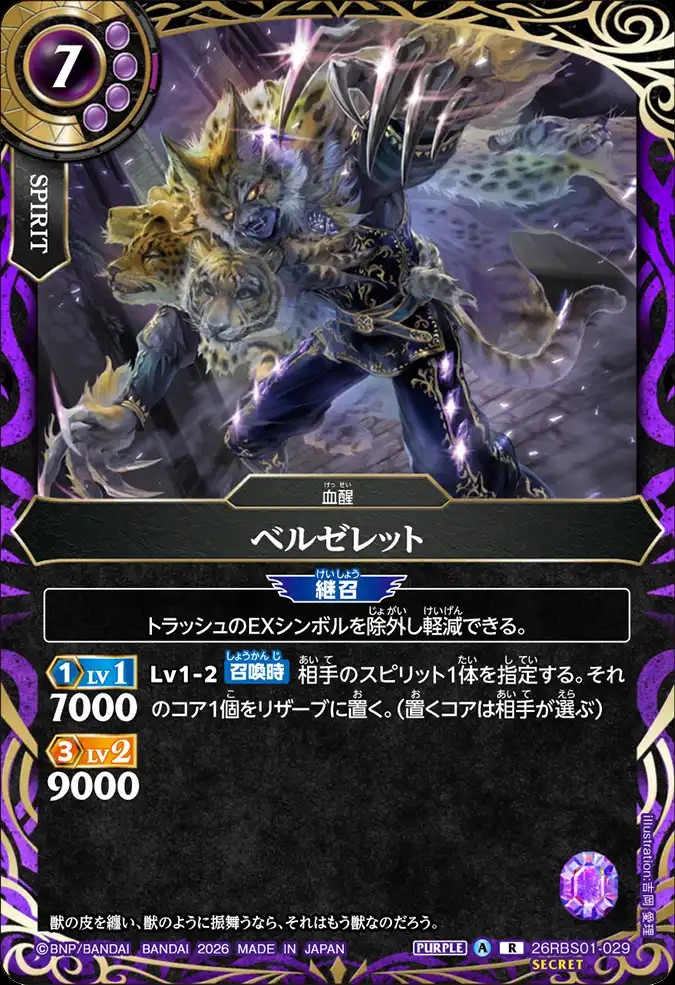 7
SPIRIT
けっせい
血醒
ベルゼレット
けいしょう
継召
じょがい けいげん
トラッシュのEXシンボルを除外し軽減できる。
しょうかんじ あいて たい してい
1 LV1 Lv1-2 召喚時 相手のスピリット1体を指定する。それ
こ お お あいて えら
7000 のコア1個をリザーブに置く。(置くコアは相手が選ぶ)
3 LV2
9000
illustration:吉岡 愛理
獣の皮を纏い、獣のように振舞うなら、それはもう獣なのだろう。
©BNP/BANDAI BANDAI 2026 MADE IN JAPAN PURPLE A R 26RBS01-029
SECRET